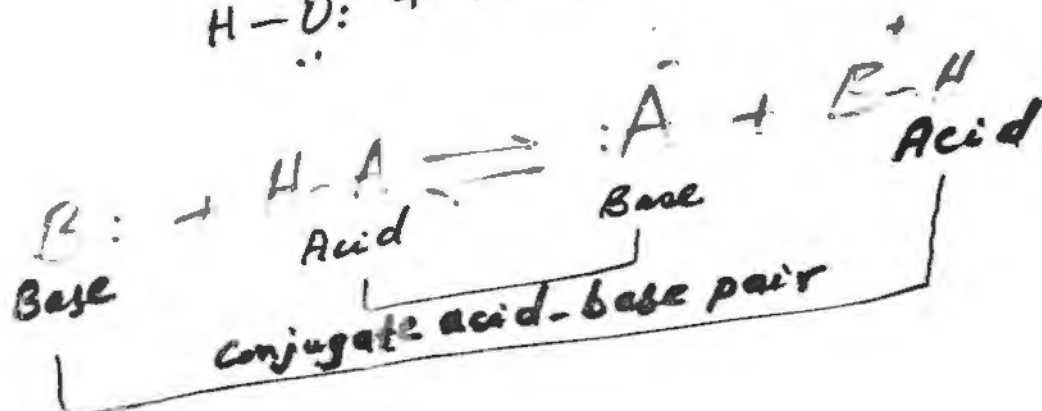 H – Ö: +
B: + H–A ⇌ :A⁻ + B⁺–H
Base Acid Base Acid
conjugate acid-base pair